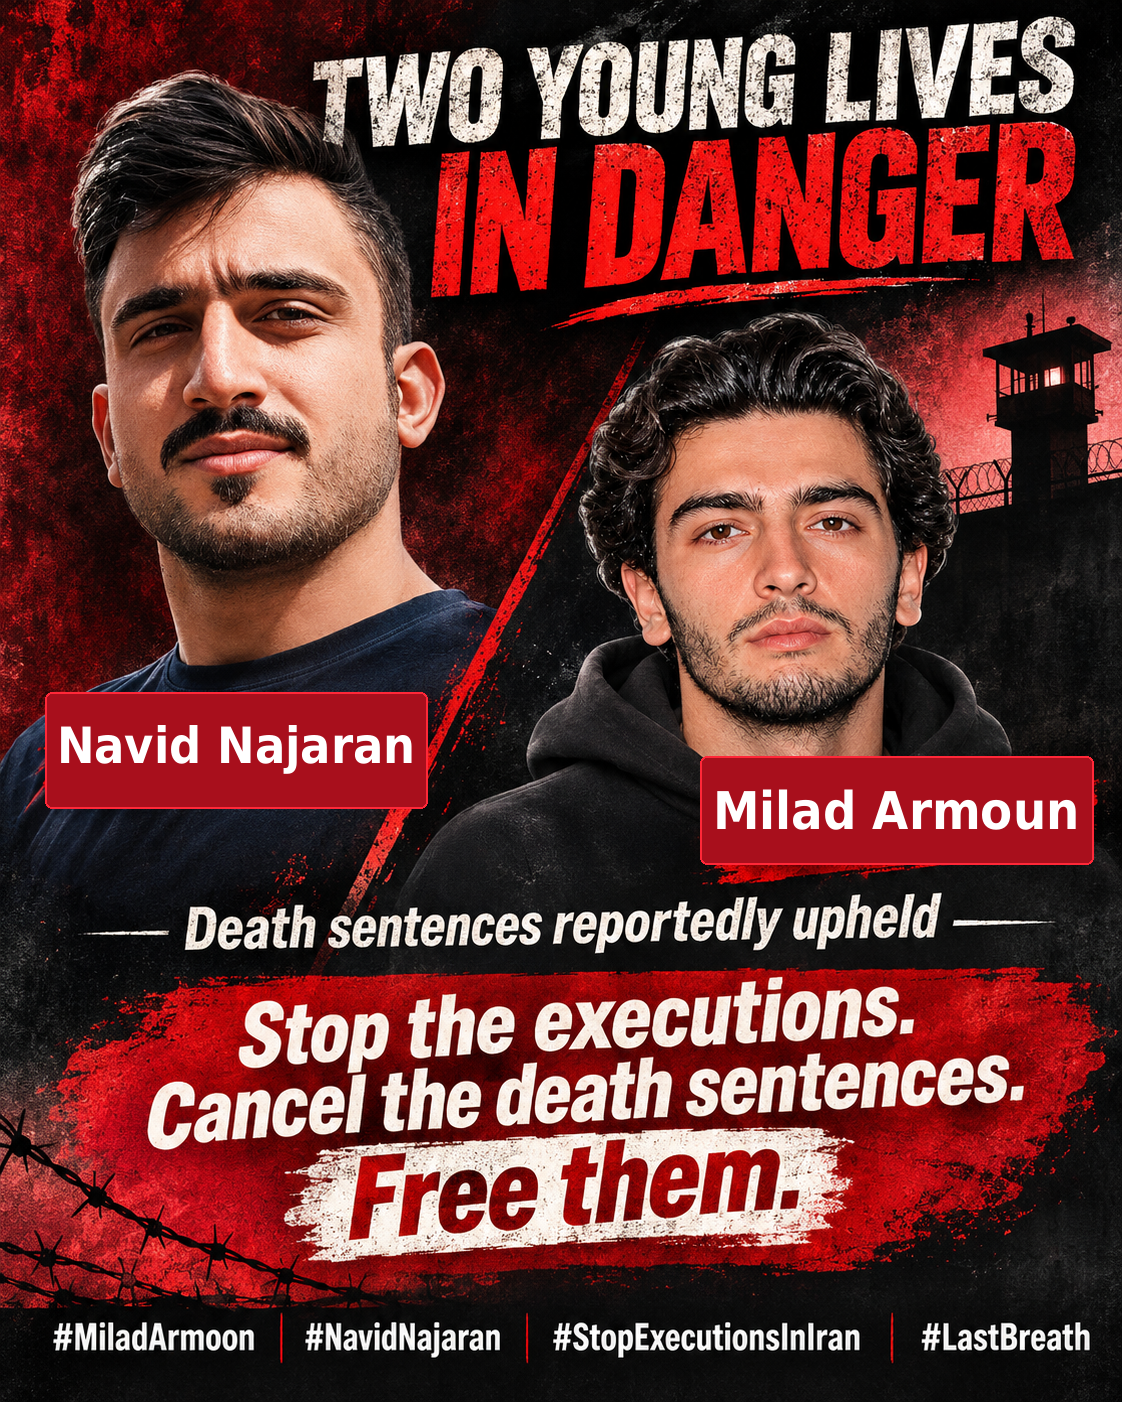 TWO YOUNG LIVES
IN DANGER
Navid Najaran
Milad Armoun
Death sentences reportedly upheld
Stop the executions.
Cancel the death sentences.
Free them.
#MiladArmoon
#NavidNajaran
#StopExecutionsInIran
#LastBreath